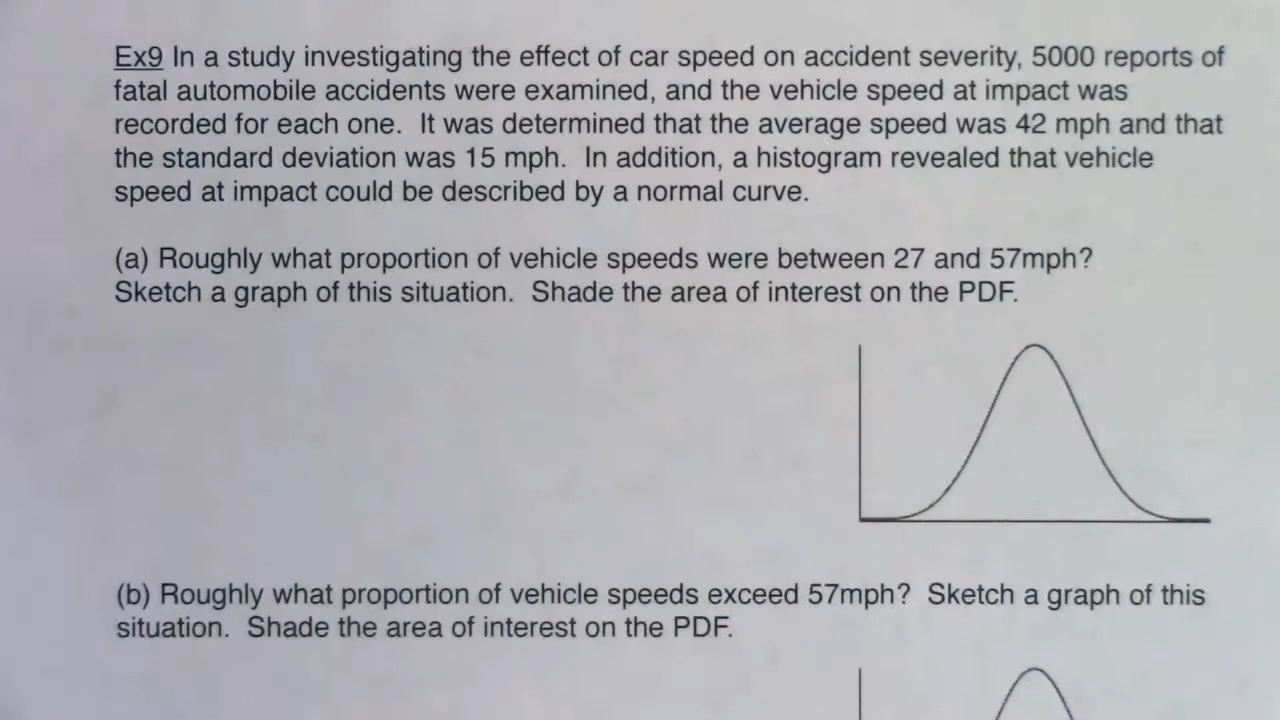 Ex9 In a study investigating the effect of car speed on accident severity, 5000 reports of
fatal automobile accidents were examined, and the vehicle speed at impact was
recorded for each one.  It was determined that the average speed was 42 mph and that
the standard deviation was 15 mph.  In addition, a histogram revealed that vehicle
speed at impact could be described by a normal curve.
(a) Roughly what proportion of vehicle speeds were between 27 and 57mph?
Sketch a graph of this situation.  Shade the area of interest on the PDF.
(b) Roughly what proportion of vehicle speeds exceed 57mph?  Sketch a graph of this
situation.  Shade the area of interest on the PDF.